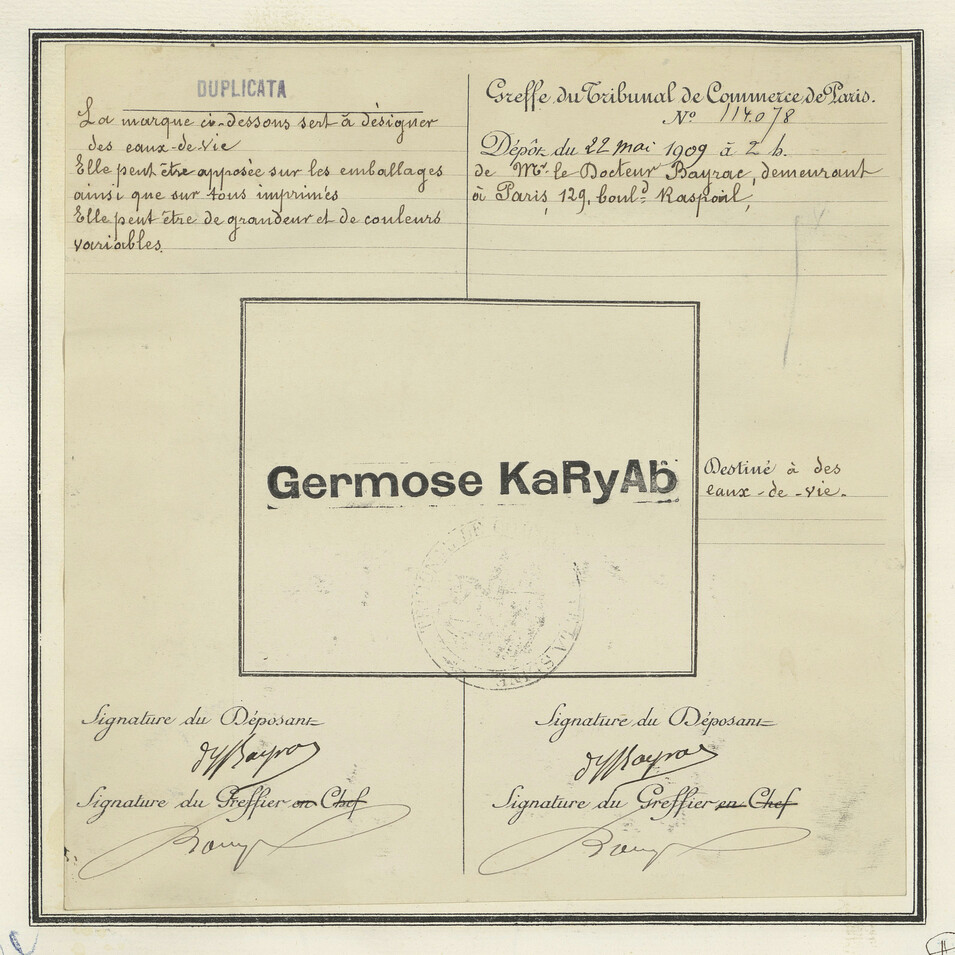 DUPLICATA
La marque ci-dessons sert à désigner
des eaux-de-vie
Elle peut être apposée sur les emballages
ainsi que sur tous imprimés
Elle peut être de grandeur et de couleurs
variables.
Greffe du Tribunal de Commerce de Paris.
N° 114.078
Dépôt du 22 mai 1909 à 2 h.
de Mr. le Docteur Bayrac, demeurant
à Paris, 129, boul.d Raspail,
Germose KaRyAb
Destiné à des
eaux-de-vie.
Signature du Déposant
Signature du Greffier en Chef
Signature du Déposant
Signature du Greffier en Chef